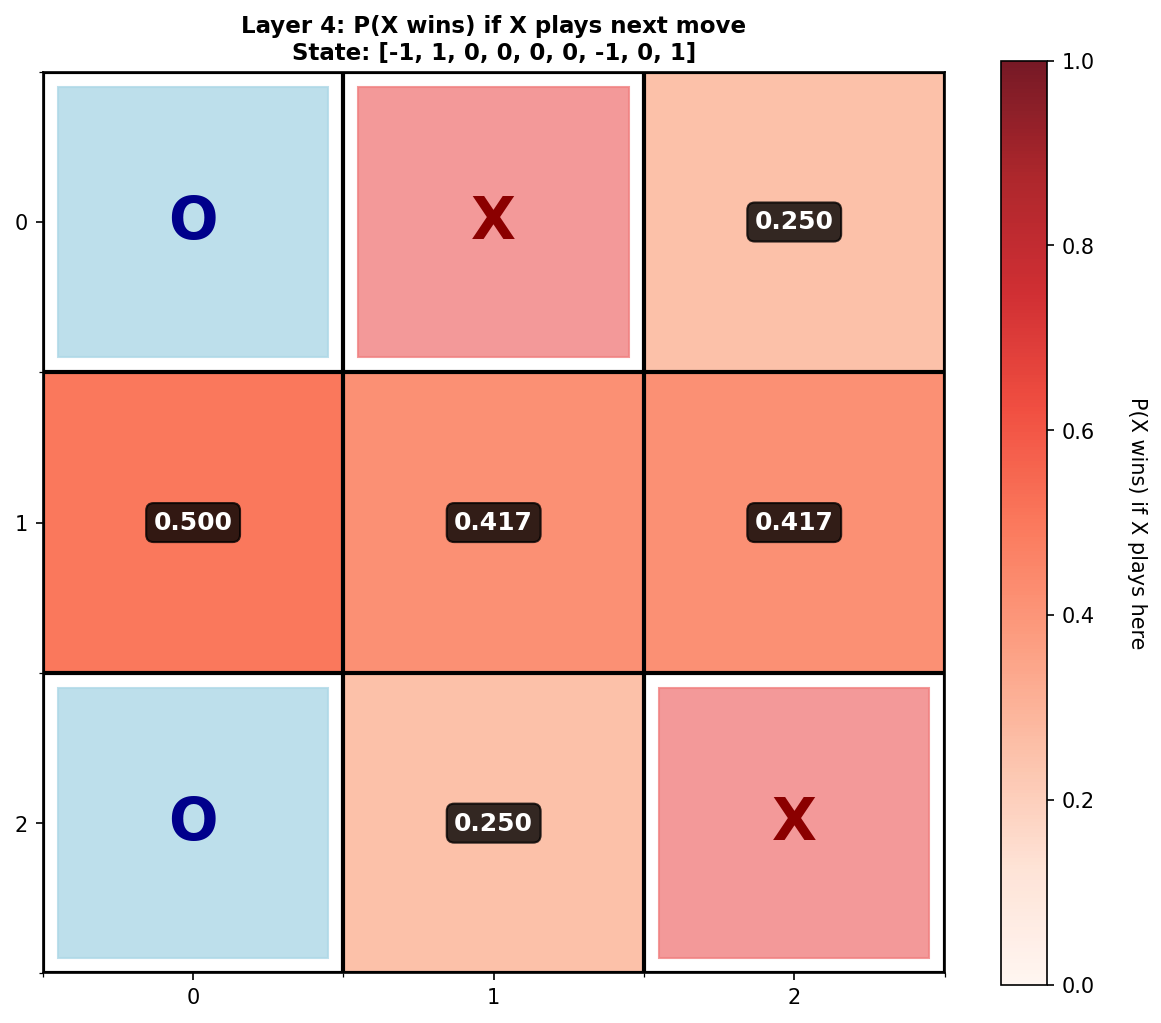 Layer 4: P(X wins) if X plays next move
State: [-1, 1, 0, 0, 0, 0, -1, 0, 1]
O
X
0.250
0.500
0.417
0.417
O
0.250
X
0
1
2
0
1
2
1.0
0.8
0.6
0.4
0.2
0.0
P(X wins) if X plays here